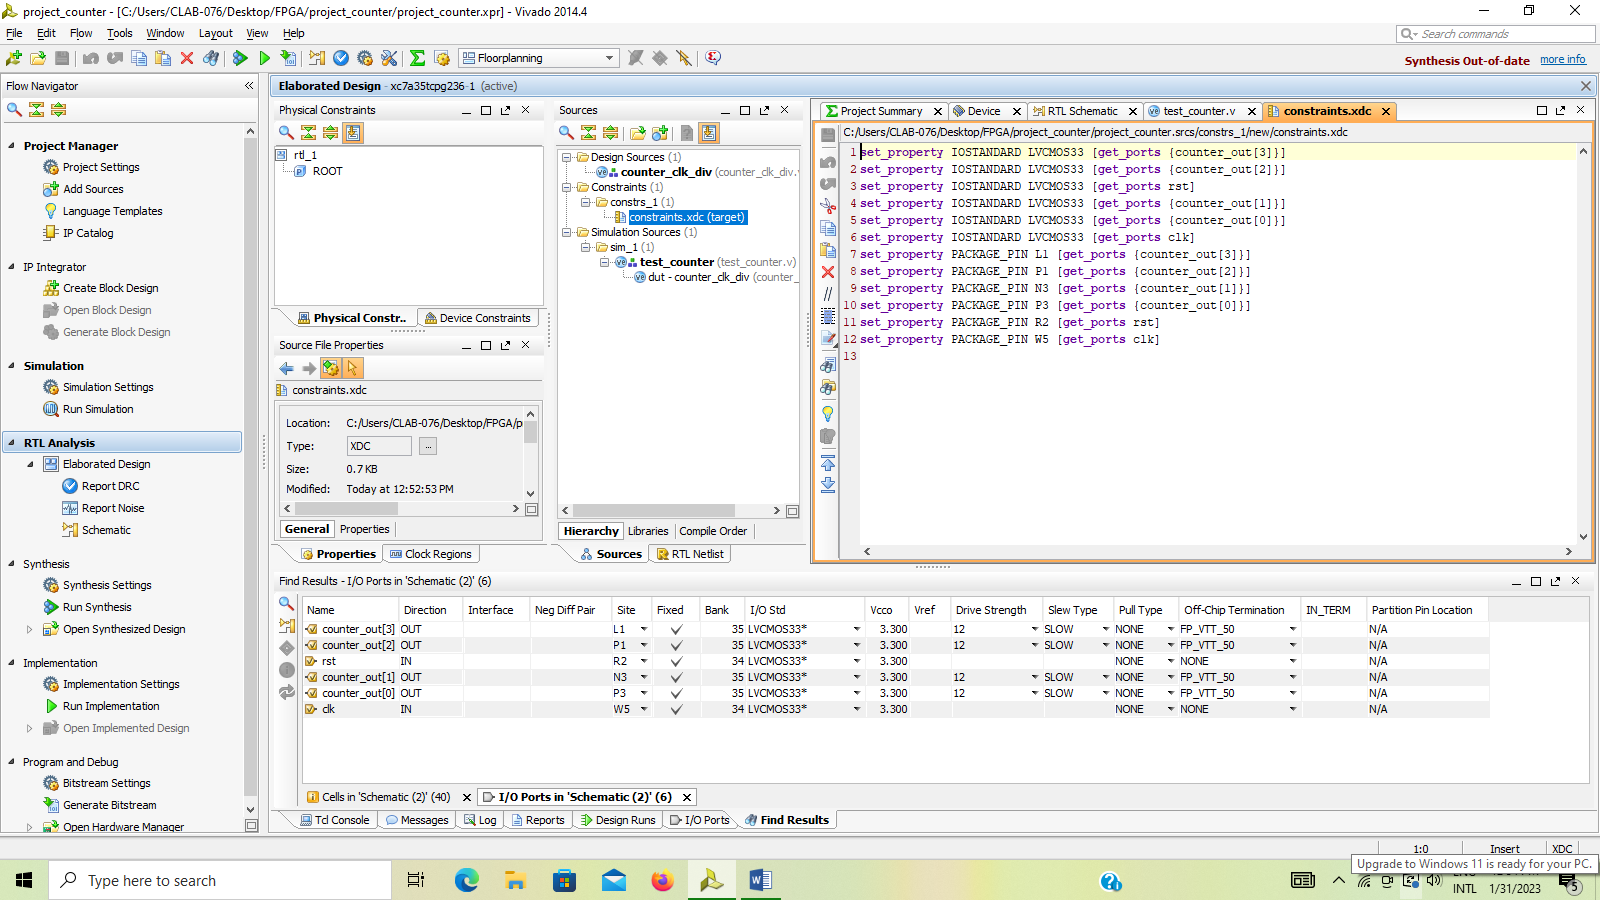 project_counter - [C:/Users/CLAB-076/Desktop/FPGA/project_counter/project_counter.xpr] - Vivado 2014.4
File Edit Flow Tools Window Layout View Help
Search commands
Floorplanning
Synthesis Out-of-date more info
Flow Navigator
Project Manager
Project Settings
Add Sources
Language Templates
IP Catalog
IP Integrator
Create Block Design
Open Block Design
Generate Block Design
Simulation
Simulation Settings
Run Simulation
RTL Analysis
Elaborated Design
Report DRC
Report Noise
Schematic
Synthesis
Synthesis Settings
Run Synthesis
Open Synthesized Design
Implementation
Implementation Settings
Run Implementation
Open Implemented Design
Program and Debug
Bitstream Settings
Generate Bitstream
Open Hardware Manager
Elaborated Design - xc7a35tcpg236-1 (active)
Physical Constraints
rtl_1
ROOT
Physical Constr..
Device Constraints
Source File Properties
constraints.xdc
Location: C:/Users/CLAB-076/Desktop/FPGA/p
Type: XDC ...
Size: 0.7 KB
Modified: Today at 12:52:53 PM
General Properties
Properties Clock Regions
Sources
Design Sources (1)
counter_clk_div (counter_clk_div.v
Constraints (1)
constrs_1 (1)
constraints.xdc (target)
Simulation Sources (1)
sim_1 (1)
test_counter (test_counter.v)
dut - counter_clk_div (counter_
Hierarchy Libraries Compile Order
Sources RTL Netlist
Project Summary Device RTL Schematic test_counter.v constraints.xdc
C:/Users/CLAB-076/Desktop/FPGA/project_counter/project_counter.srcs/constrs_1/new/constraints.xdc
1 set_property IOSTANDARD LVCMOS33 [get_ports {counter_out[3]}]
2 set_property IOSTANDARD LVCMOS33 [get_ports {counter_out[2]}]
3 set_property IOSTANDARD LVCMOS33 [get_ports rst]
4 set_property IOSTANDARD LVCMOS33 [get_ports {counter_out[1]}]
5 set_property IOSTANDARD LVCMOS33 [get_ports {counter_out[0]}]
6 set_property IOSTANDARD LVCMOS33 [get_ports clk]
7 set_property PACKAGE_PIN L1 [get_ports {counter_out[3]}]
8 set_property PACKAGE_PIN P1 [get_ports {counter_out[2]}]
9 set_property PACKAGE_PIN N3 [get_ports {counter_out[1]}]
10 set_property PACKAGE_PIN P3 [get_ports {counter_out[0]}]
11 set_property PACKAGE_PIN R2 [get_ports rst]
12 set_property PACKAGE_PIN W5 [get_ports clk]
13
Find Results - I/O Ports in 'Schematic (2)' (6)
Name Direction Interface Neg Diff Pair Site Fixed Bank I/O Std Vcco Vref Drive Strength Slew Type Pull Type Off-Chip Termination IN_TERM Partition Pin Location
counter_out[3] OUT L1 35 LVCMOS33* 3.300 12 SLOW NONE FP_VTT_50 N/A
counter_out[2] OUT P1 35 LVCMOS33* 3.300 12 SLOW NONE FP_VTT_50 N/A
rst IN R2 34 LVCMOS33* 3.300 NONE NONE N/A
counter_out[1] OUT N3 35 LVCMOS33* 3.300 12 SLOW NONE FP_VTT_50 N/A
counter_out[0] OUT P3 35 LVCMOS33* 3.300 12 SLOW NONE FP_VTT_50 N/A
clk IN W5 34 LVCMOS33* 3.300 NONE NONE N/A
Cells in 'Schematic (2)' (40) I/O Ports in 'Schematic (2)' (6)
Tcl Console Messages Log Reports Design Runs I/O Ports Find Results
1:0 Insert XDC
Upgrade to Windows 11 is ready for your PC.
Type here to search
INTL 1/31/2023 5